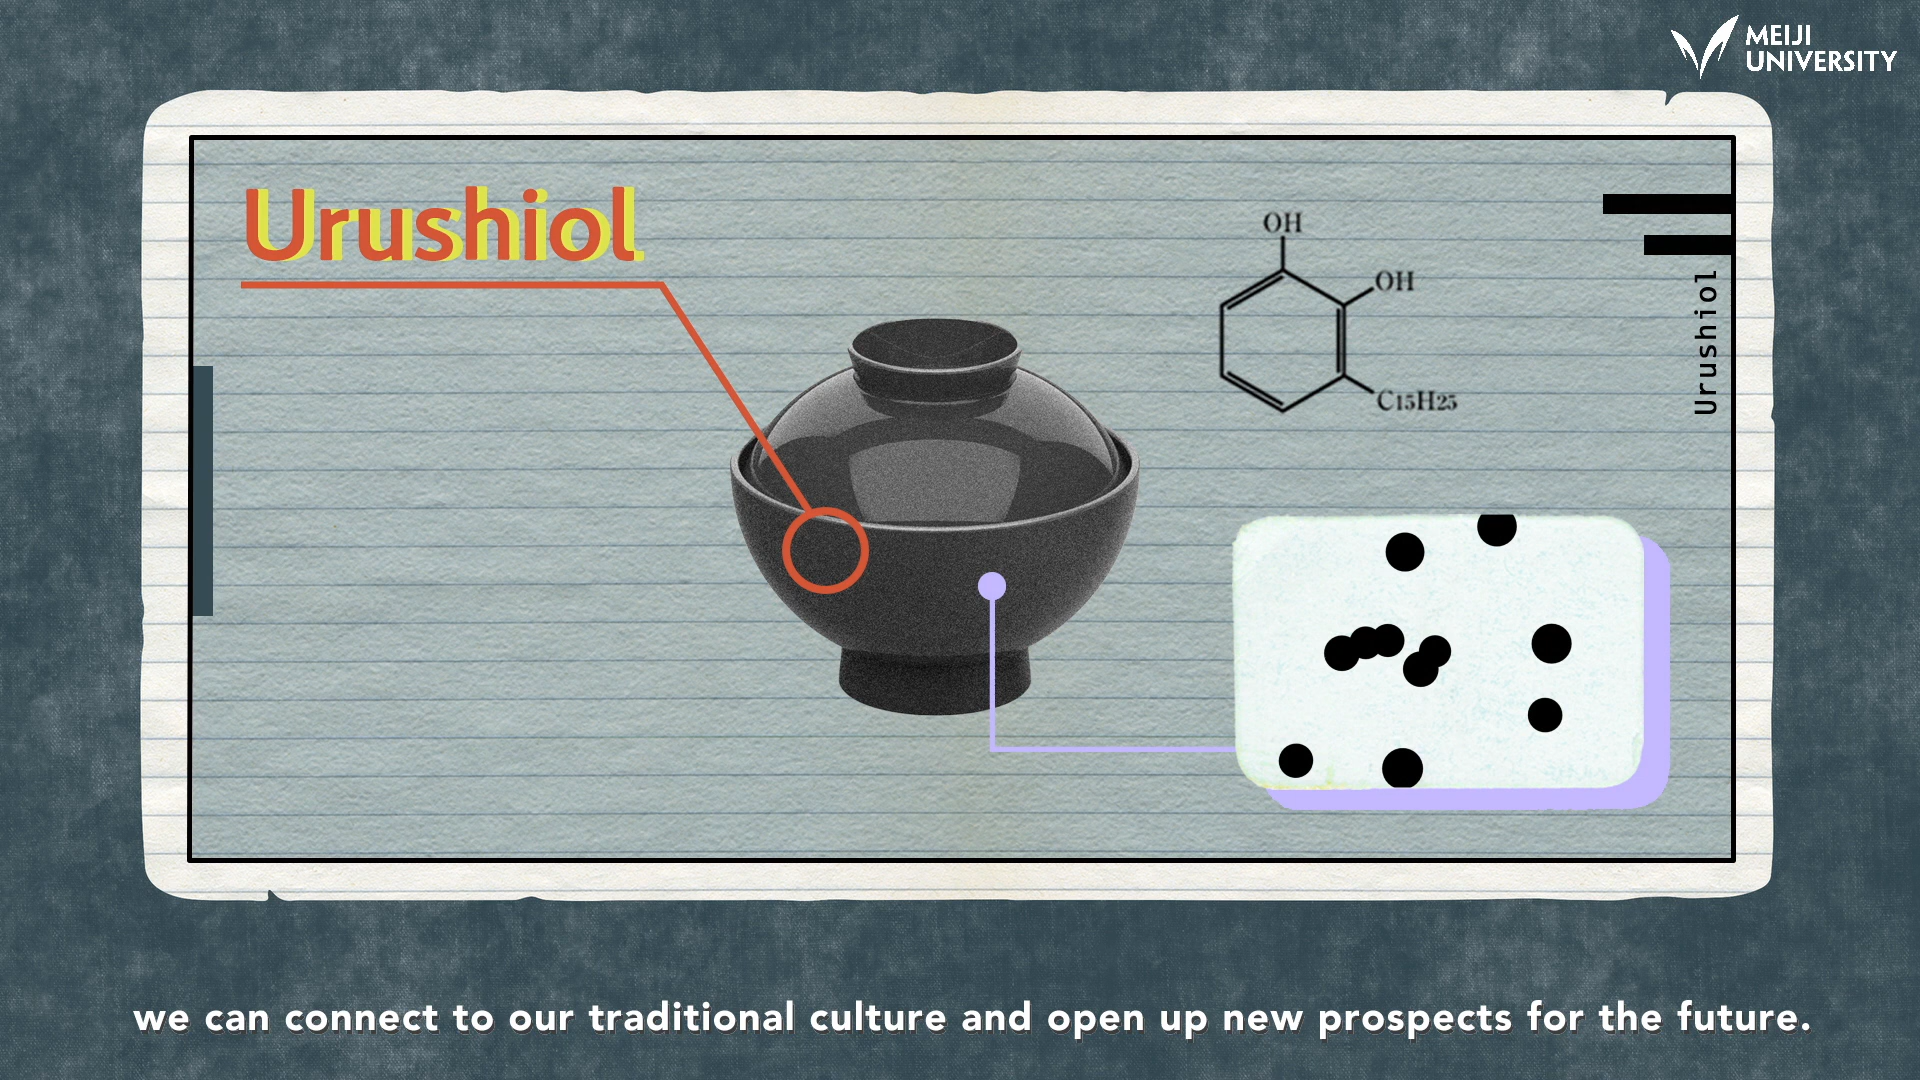 MEIJI
UNIVERSITY
Urushiol
OH
OH
C15H25
Urushiol
we can connect to our traditional culture and open up new prospects for the future.